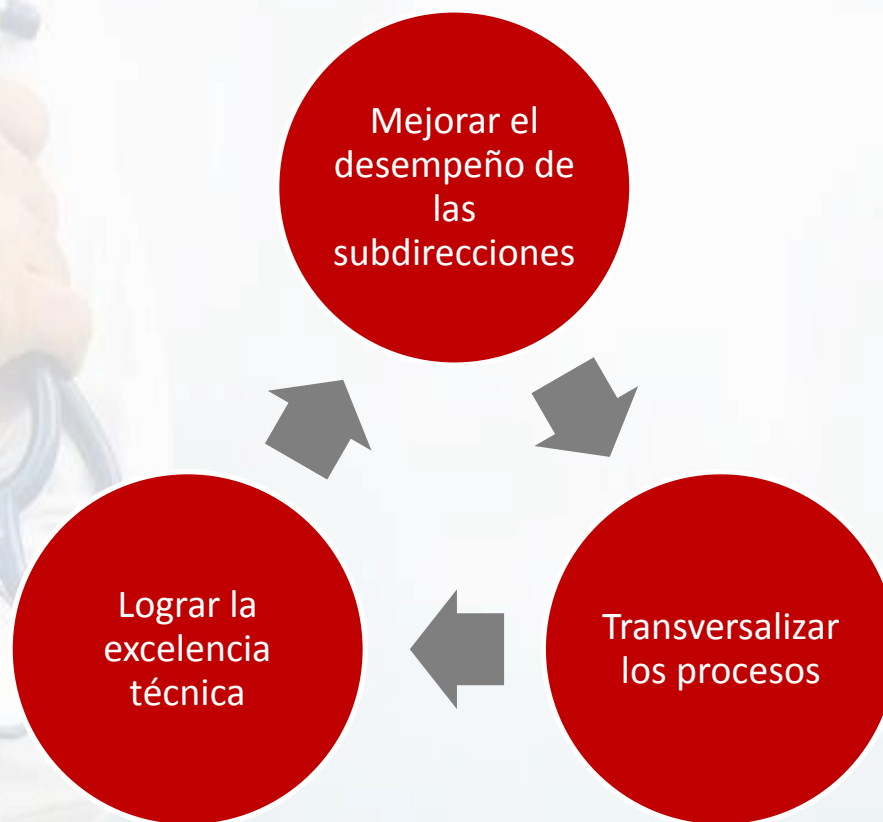 Mejorar el
desempeño de
las
subdirecciones
Transversalizar
los procesos
Lograr la
excelencia
técnica